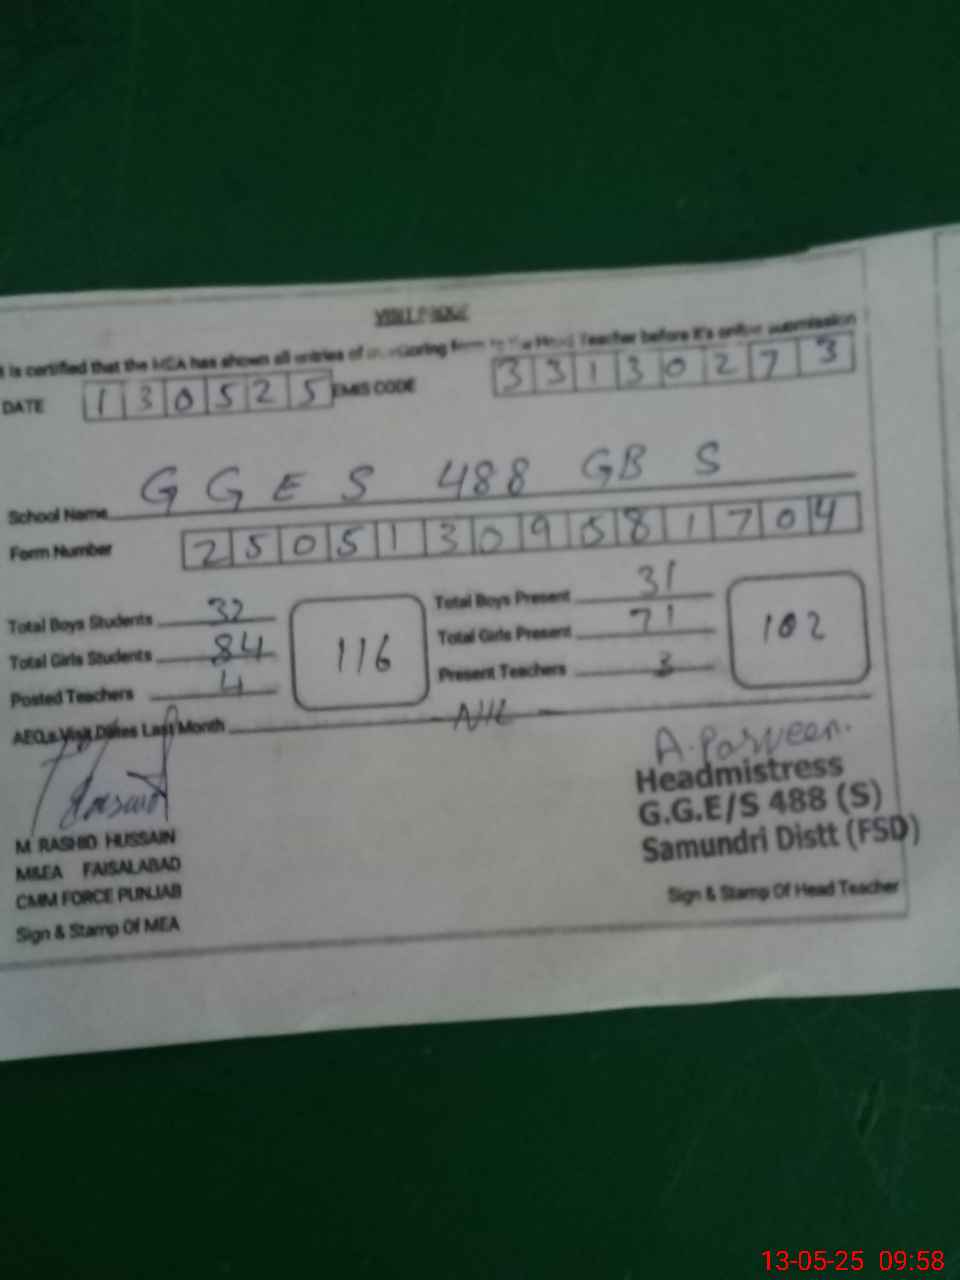 VISIT PROOF
It is certified that the MEA has shown all entries of monitoring form to the Head Teacher before it's online submission
DATE 130525 EMIS CODE 33130273
School Name G G E S 488 GB S
Form Number 25051309581704
Total Boys Students 32 Total Boys Present 31
Total Girls Students 84 116 Total Girls Present 71 102
Posted Teachers 4 Present Teachers 3
AEO,s Visit Dates Last Month NIL
A. Parveen.
Headmistress
G.G.E/S 488 (S)
Samundri Distt (FSD)
M RASHID HUSSAIN
M&EA FAISALABAD
CMM FORCE PUNJAB
Sign & Stamp Of MEA
Sign & Stamp Of Head Teacher
13-05-25 09:58